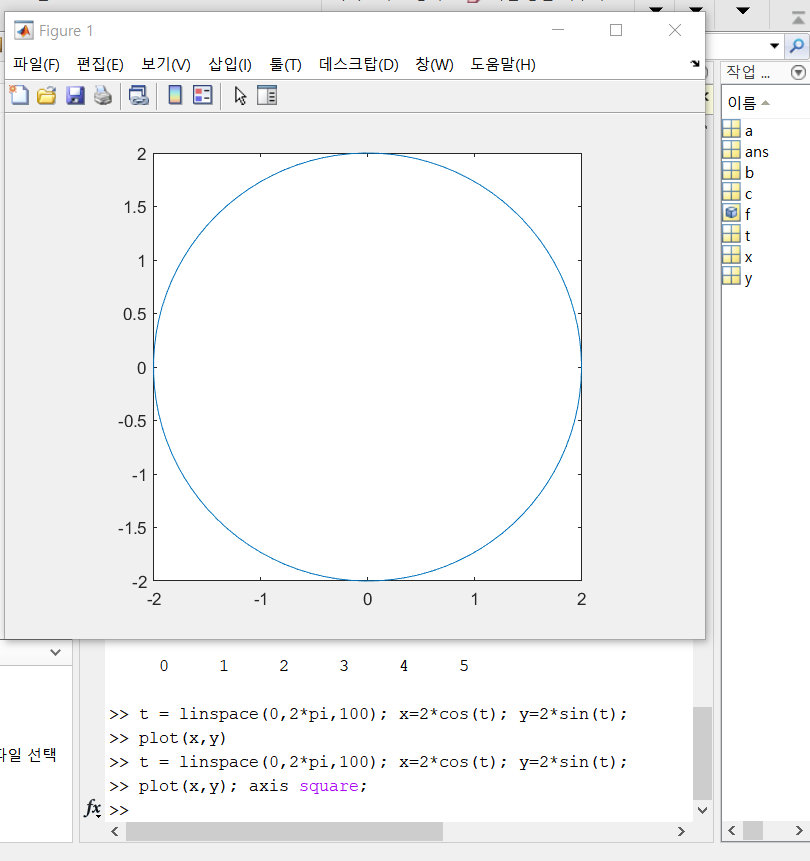 Figure 1
파일(F) 편집(E) 보기(V) 삽입(I) 툴(T) 데스크탑(D) 창(W) 도움말(H)
작업 ...
이름
a
ans
b
c
f
t
x
y
2
1.5
1
0.5
0
-0.5
-1
-1.5
-2
-2 -1 0 1 2
0 1 2 3 4 5
>> t = linspace(0,2*pi,100); x=2*cos(t); y=2*sin(t);
>> plot(x,y)
>> t = linspace(0,2*pi,100); x=2*cos(t); y=2*sin(t);
>> plot(x,y); axis square;
fx >>
선택